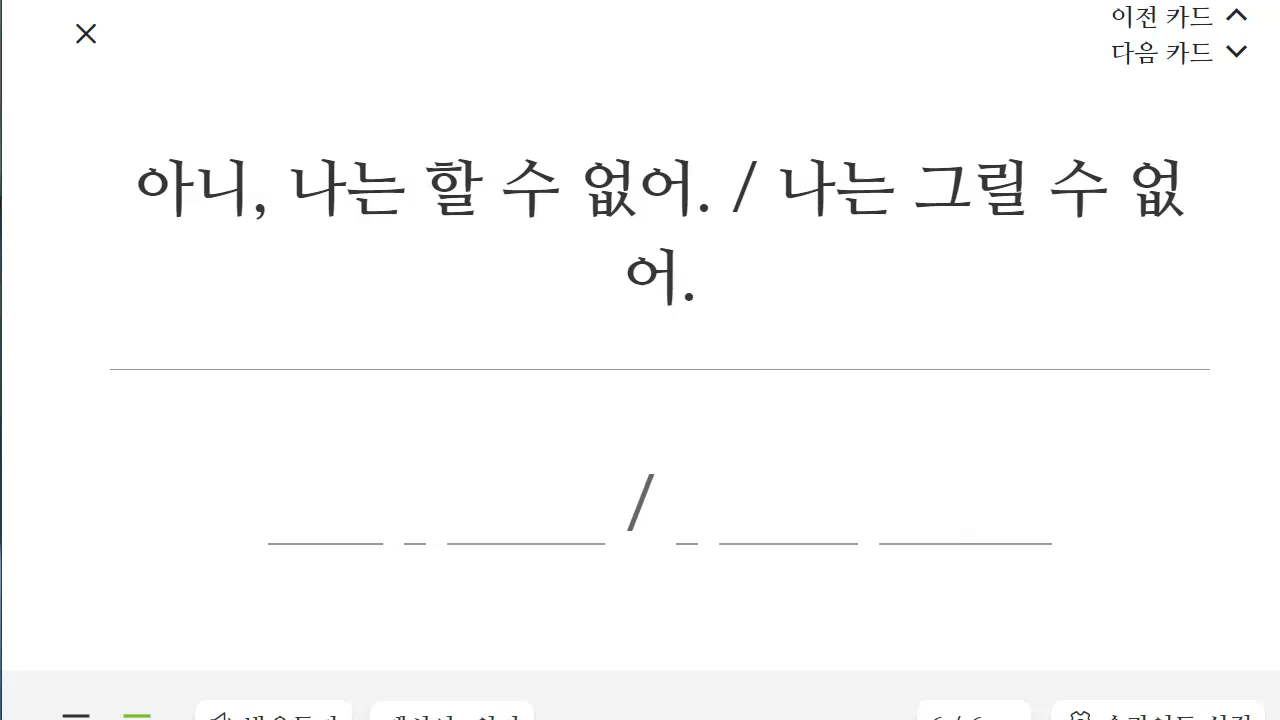 이전 카드
다음 카드
아니, 나는 할 수 없어. / 나는 그릴 수 없
어.
/